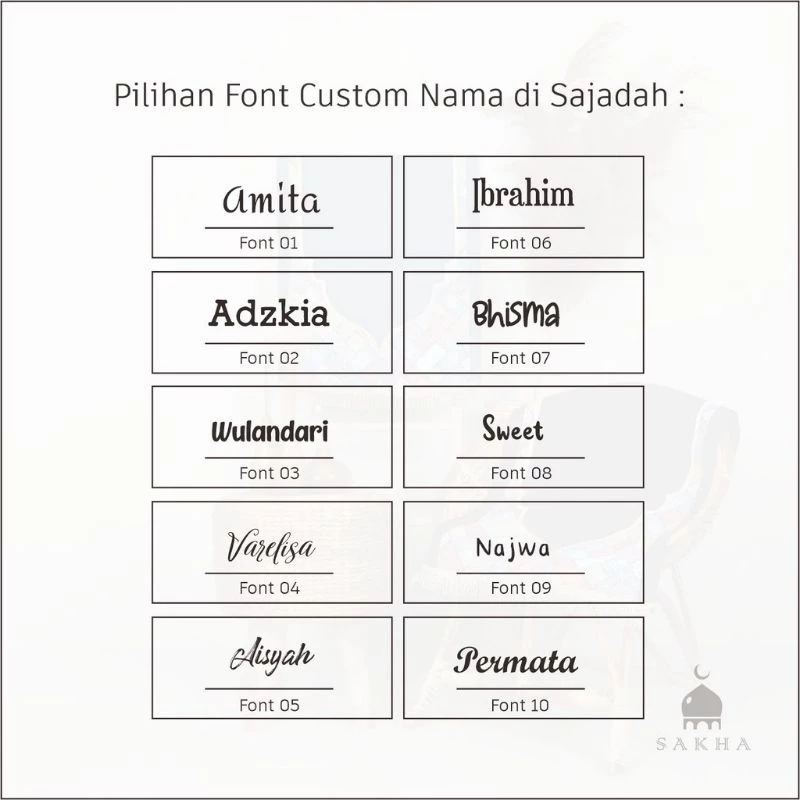 Pilihan Font Custom Nama di Sajadah :
Amita
Font 01
Ibrahim
Font 06
Adzkia
Font 02
Bhisma
Font 07
Wulandari
Font 03
Sweet
Font 08
Varelisa
Font 04
Najwa
Font 09
Aisyah
Font 05
Permata
Font 10
SAKHA